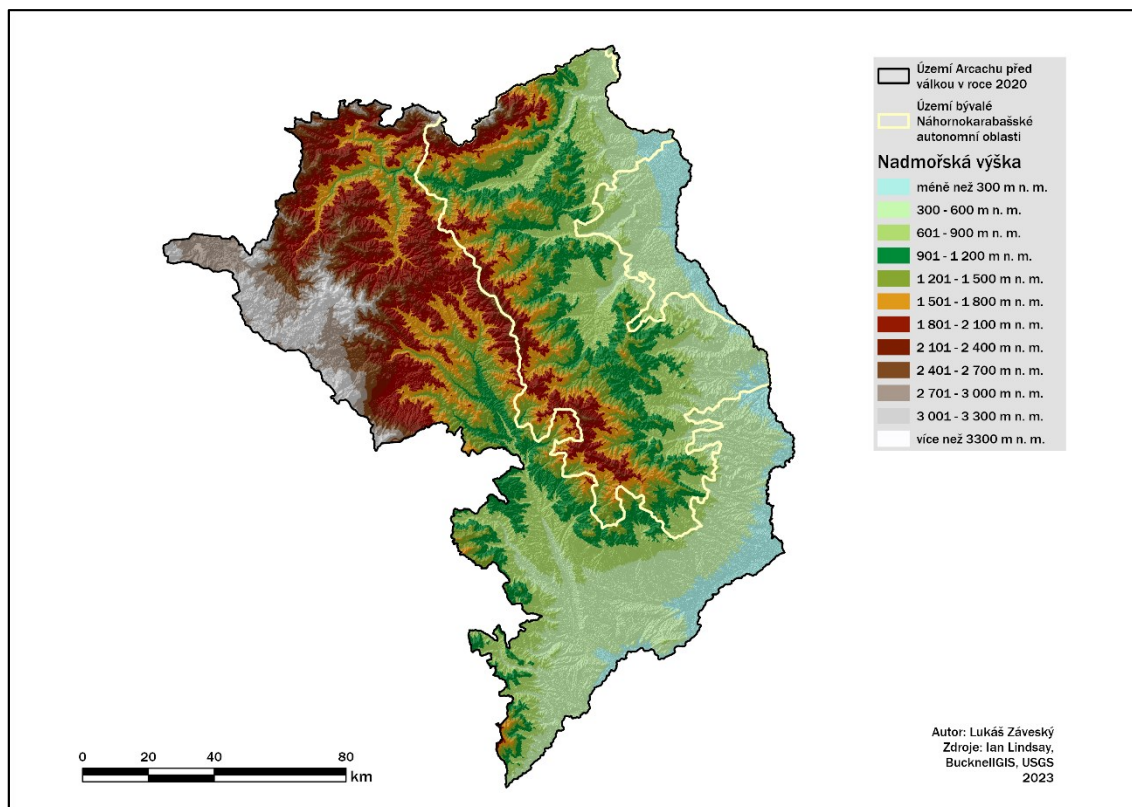 Území Arcachu před
válkou v roce 2020
Území bývalé
Náhornokarabašské
autonomní oblasti
Nadmořská výška
méně než 300 m n. m.
300 - 600 m n. m.
601 - 900 m n. m.
901 - 1 200 m n. m.
1 201 - 1 500 m n. m.
1 501 - 1 800 m n. m.
1 801 - 2 100 m n. m.
2 101 - 2 400 m n. m.
2 401 - 2 700 m n. m.
2 701 - 3 000 m n. m.
3 001 - 3 300 m n. m.
více než 3300 m n. m.
0 20 40 80
km
Autor: Lukáš Záveský
Zdroje: Ian Lindsay,
BucknellGIS, USGS
2023